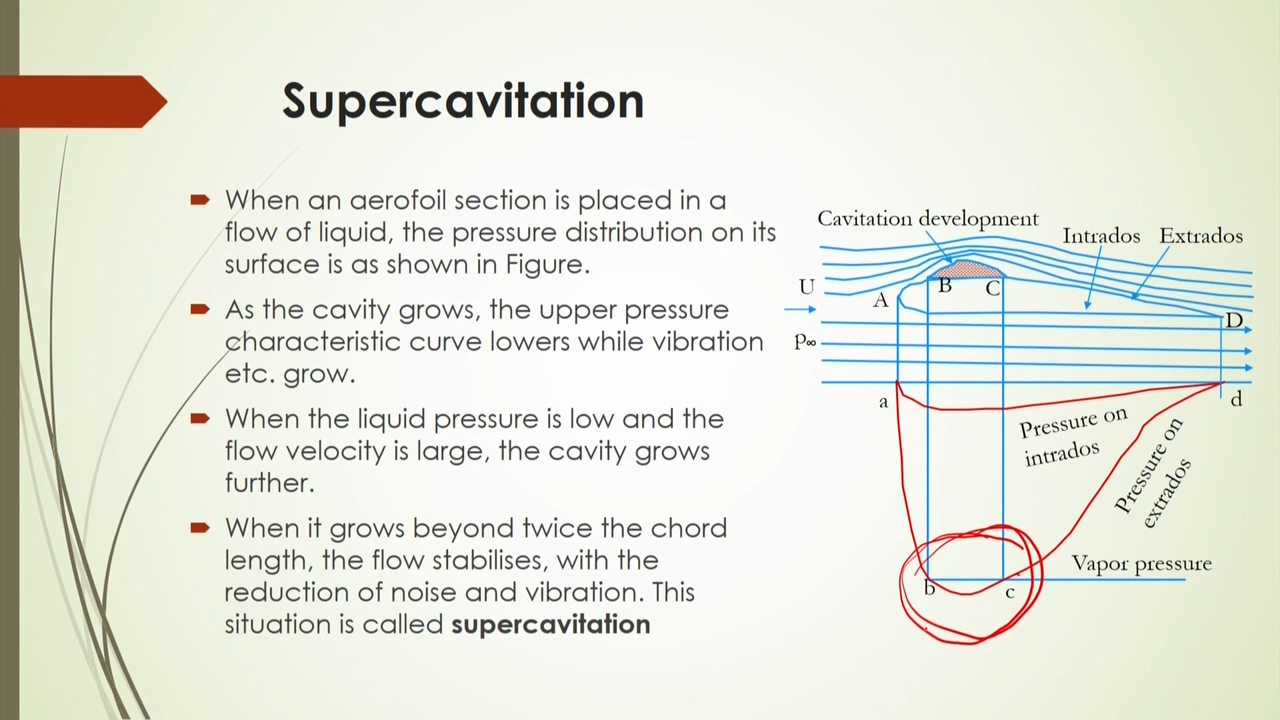 Supercavitation
When an aerofoil section is placed in a
flow of liquid, the pressure distribution on its
surface is as shown in Figure.
As the cavity grows, the upper pressure
characteristic curve lowers while vibration
etc. grow.
When the liquid pressure is low and the
flow velocity is large, the cavity grows
further.
When it grows beyond twice the chord
length, the flow stabilises, with the
reduction of noise and vibration. This
situation is called supercavitation
Cavitation development
Intrados Extrados
U
A
B
C
D
P∞
a
d
Pressure on
intrados
Pressure on
extrados
Vapor pressure
b
c